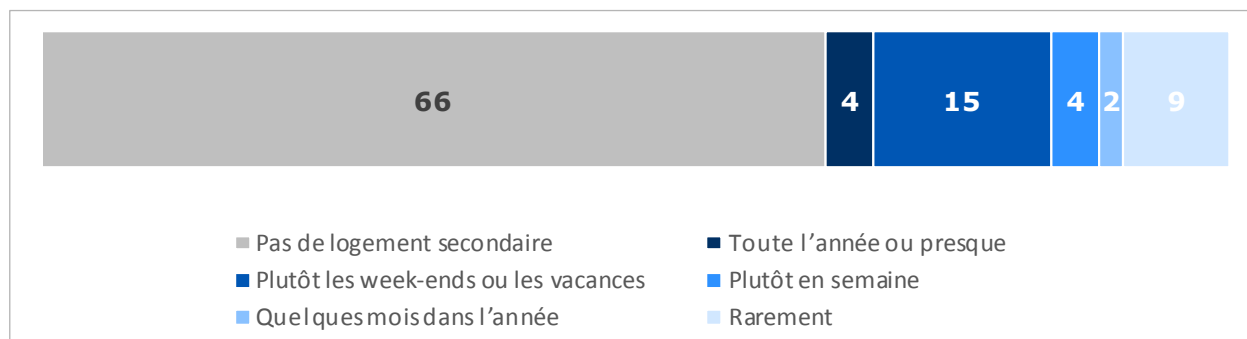 66 4 15 4 2 9
Pas de logement secondaire Toute l’année ou presque
Plutôt les week-ends ou les vacances Plutôt en semaine
Quelques mois dans l’année Rarement